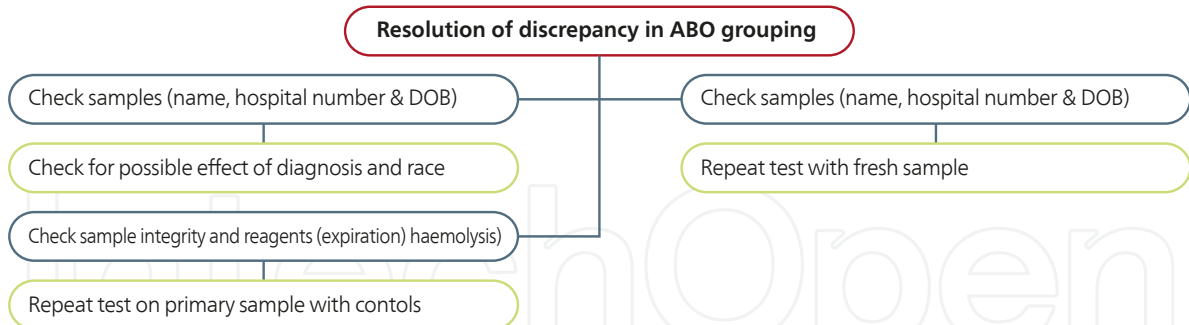 Resolution of discrepancy in ABO grouping
Check samples (name, hospital number & DOB)
Check samples (name, hospital number & DOB)
Check for possible effect of diagnosis and race
Repeat test with fresh sample
Check sample integrity and reagents (expiration) haemolysis)
Repeat test on primary sample with contols
IntechOpen